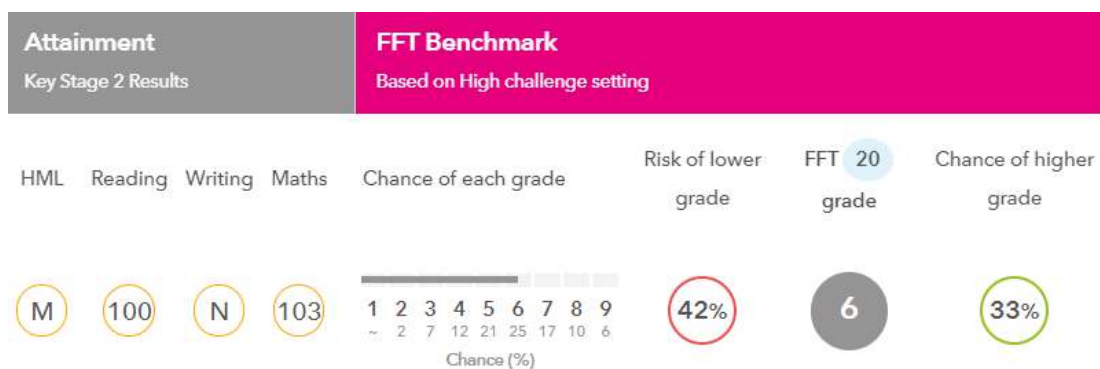 Attainment
Key Stage 2 Results
FFT Benchmark
Based on High challenge setting
HML Reading Writing Maths Chance of each grade Risk of lower grade FFT 20 grade Chance of higher grade
M 100 N 103
1 2 3 4 5 6 7 8 9
~ 2 7 12 21 25 17 10 6
Chance (%)
42% 6 33%